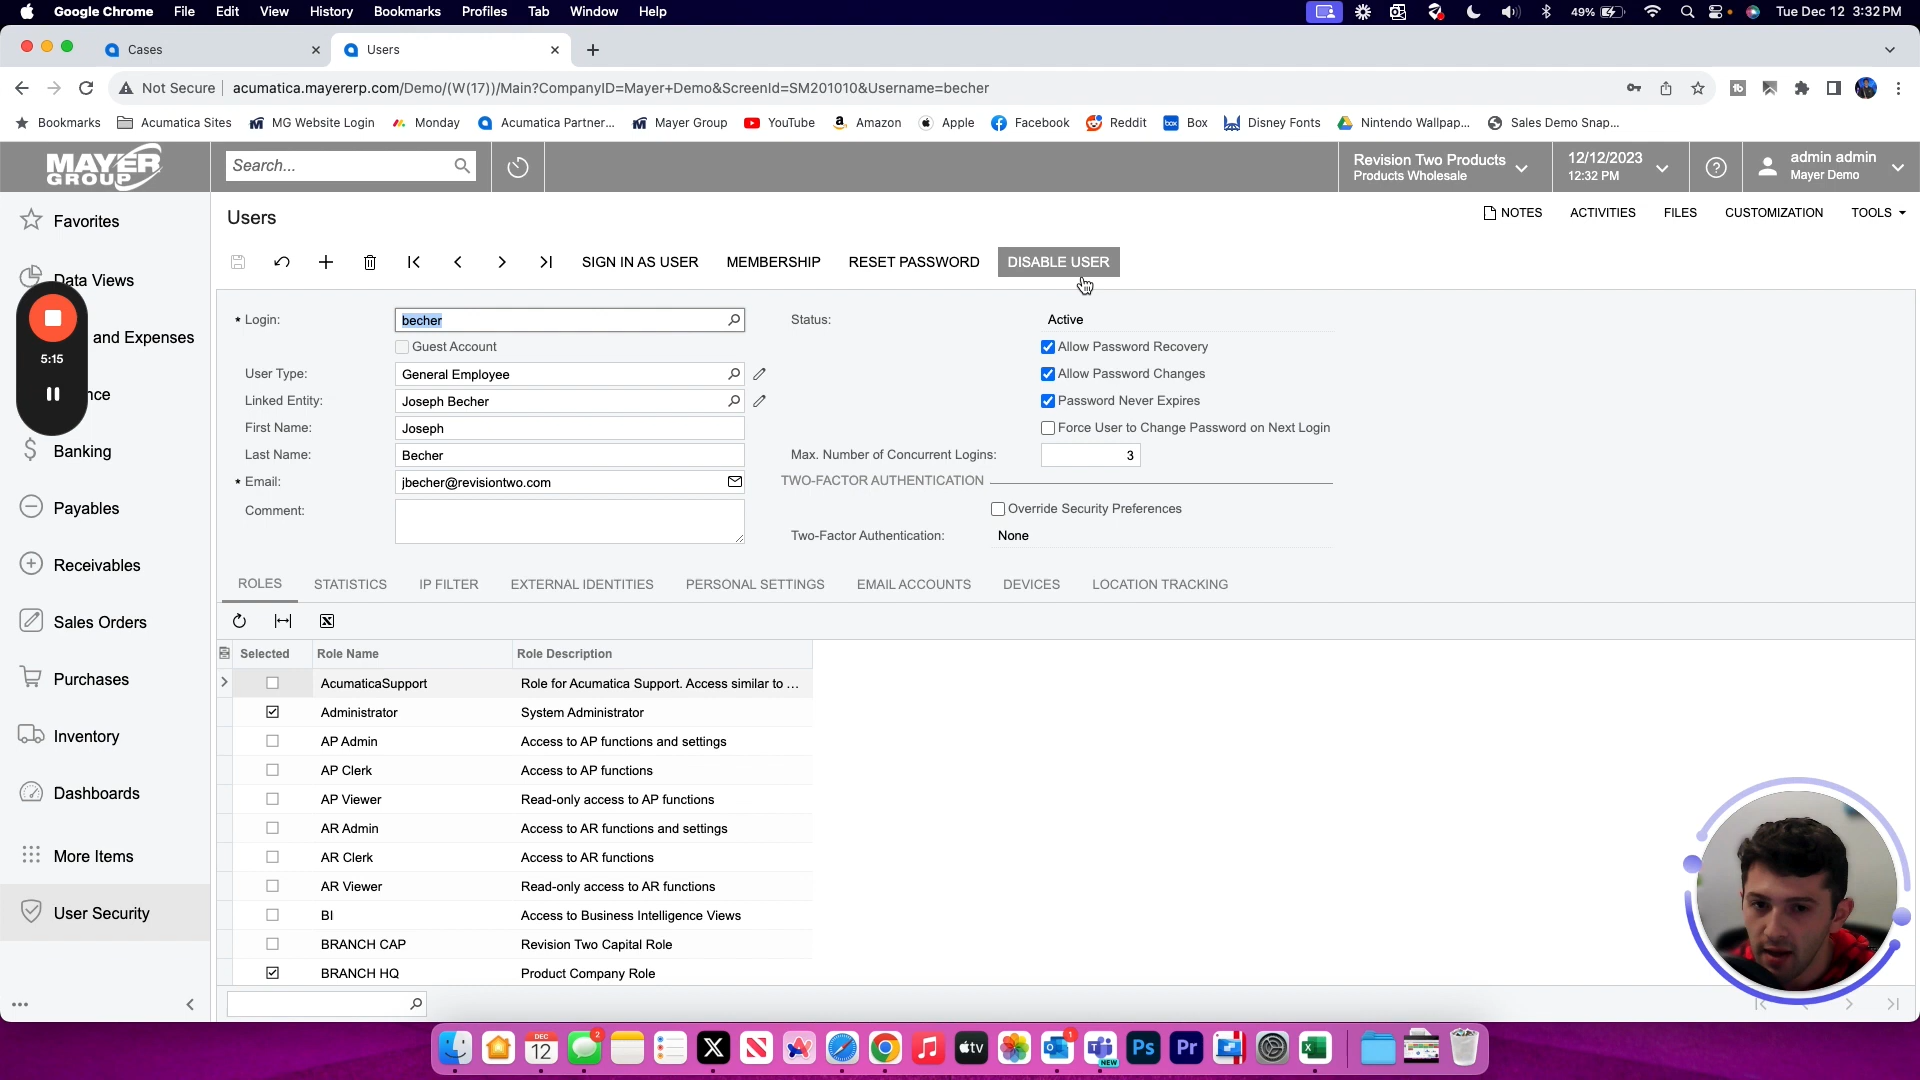 Google Chrome File Edit View History Bookmarks Profiles Tab Window Help 49% Tue Dec 12 3:32 PM
Cases Users
Not Secure acumatica.mayererp.com/Demo/(W(17))/Main?CompanyID=Mayer+Demo&ScreenId=SM201010&Username=becher
Bookmarks Acumatica Sites MG Website Login Monday Acumatica Partner... Mayer Group YouTube Amazon Apple Facebook Reddit Box Disney Fonts Nintendo Wallpap... Sales Demo Snap...
MAYER GROUP
Search...
Revision Two Products
Products Wholesale
12/12/2023
12:32 PM
admin admin
Mayer Demo
Favorites
Data Views
and Expenses
5:15
nce
Banking
Payables
Receivables
Sales Orders
Purchases
Inventory
Dashboards
More Items
User Security
Users
NOTES ACTIVITIES FILES CUSTOMIZATION TOOLS
SIGN IN AS USER MEMBERSHIP RESET PASSWORD DISABLE USER
* Login: becher
Guest Account
User Type: General Employee
Linked Entity: Joseph Becher
First Name: Joseph
Last Name: Becher
* Email: jbecher@revisiontwo.com
Comment:
Status: Active
Allow Password Recovery
Allow Password Changes
Password Never Expires
Force User to Change Password on Next Login
Max. Number of Concurrent Logins: 3
TWO-FACTOR AUTHENTICATION
Override Security Preferences
Two-Factor Authentication: None
ROLES STATISTICS IP FILTER EXTERNAL IDENTITIES PERSONAL SETTINGS EMAIL ACCOUNTS DEVICES LOCATION TRACKING
Selected Role Name Role Description
AcumaticaSupport Role for Acumatica Support. Access similar to ...
Administrator System Administrator
AP Admin Access to AP functions and settings
AP Clerk Access to AP functions
AP Viewer Read-only access to AP functions
AR Admin Access to AR functions and settings
AR Clerk Access to AR functions
AR Viewer Read-only access to AR functions
BI Access to Business Intelligence Views
BRANCH CAP Revision Two Capital Role
BRANCH HQ Product Company Role
DEC 12 2 tv 1 NEW Ps Pr